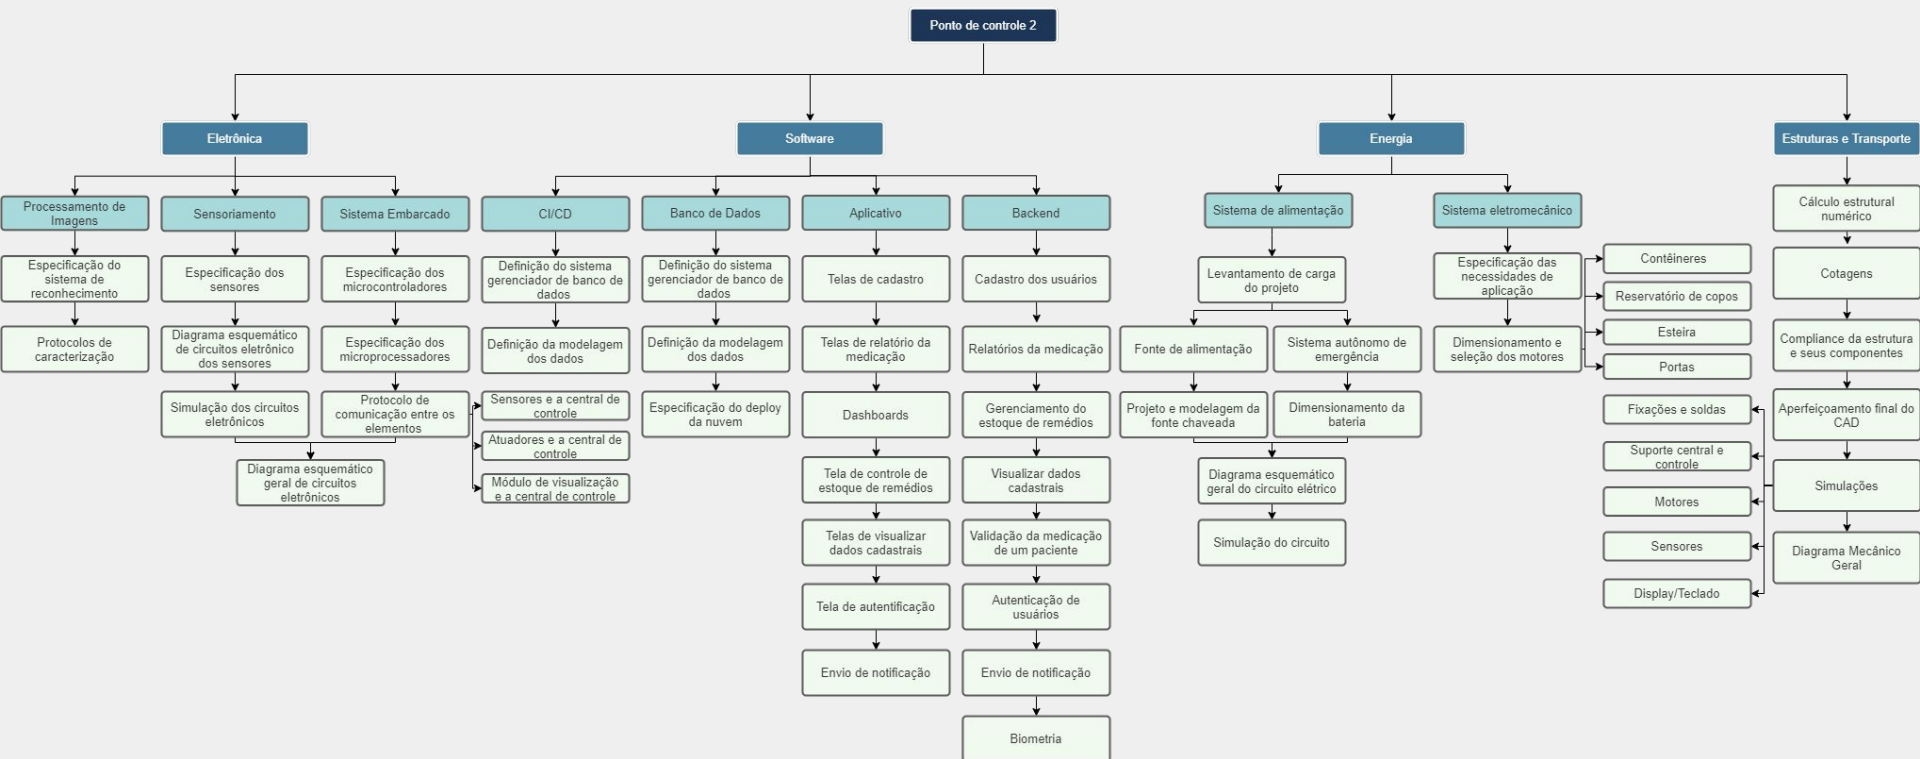 Ponto de controle 2
Eletrônica
Software
Energia
Estruturas e Transporte
Processamento de
Imagens
Especificação do
sistema de
reconhecimento
Protocolos de
caracterização
Sensoriamento
Especificação dos
sensores
Diagrama esquemático
de circuitos eletrônico
dos sensores
Simulação dos circuitos
eletrônicos
Sistema Embarcado
Especificação dos
microcontroladores
Especificação dos
microprocessadores
Protocolo de
comunicação entre os
elementos
Diagrama esquemático
geral de circuitos
eletrônicos
Sensores e a central de
controle
Atuadores e a central de
controle
Módulo de visualização
e a central de controle
CI/CD
Definição do sistema
gerenciador de banco de
dados
Definição da modelagem
dos dados
Banco de Dados
Definição do sistema
gerenciador de banco de
dados
Definição da modelagem
dos dados
Especificação do deploy
da nuvem
Aplicativo
Telas de cadastro
Telas de relatório da
medicação
Dashboards
Tela de controle de
estoque de remédios
Telas de visualizar
dados cadastrais
Tela de autentificação
Envio de notificação
Backend
Cadastro dos usuários
Relatórios da medicação
Gerenciamento do
estoque de remédios
Visualizar dados
cadastrais
Validação da medicação
de um paciente
Autenticação de
usuários
Envio de notificação
Biometria
Sistema de alimentação
Levantamento de carga
do projeto
Fonte de alimentação
Projeto e modelagem da
fonte chaveada
Sistema autônomo de
emergência
Dimensionamento da
bateria
Diagrama esquemático
geral do circuito elétrico
Simulação do circuito
Sistema eletromecânico
Especificação das
necessidades de
aplicação
Dimensionamento e
seleção dos motores
Contêineres
Reservatório de copos
Esteira
Portas
Cálculo estrutural
numérico
Cotagens
Compliance da estrutura
e seus componentes
Aperfeiçoamento final do
CAD
Simulações
Diagrama Mecânico
Geral
Fixações e soldas
Suporte central e
controle
Motores
Sensores
Display/Teclado